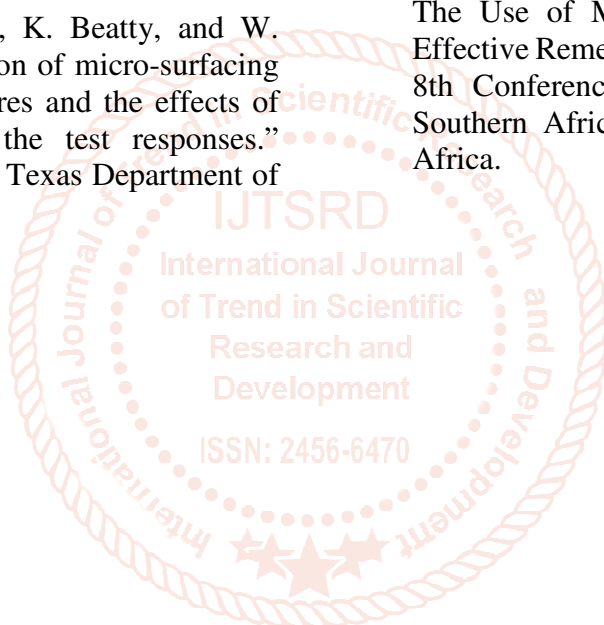 , K. Beatty, and W.
on of micro-surfacing
res and the effects of
the test responses.”
Texas Department of
The Use of M
Effective Reme
8th Conferenc
Southern Afric
Africa.
International Journal of Trend in Scientific Research and Development
IJTSRD
International Journal
of Trend in Scientific
Research and
Development
ISSN: 2456-6470